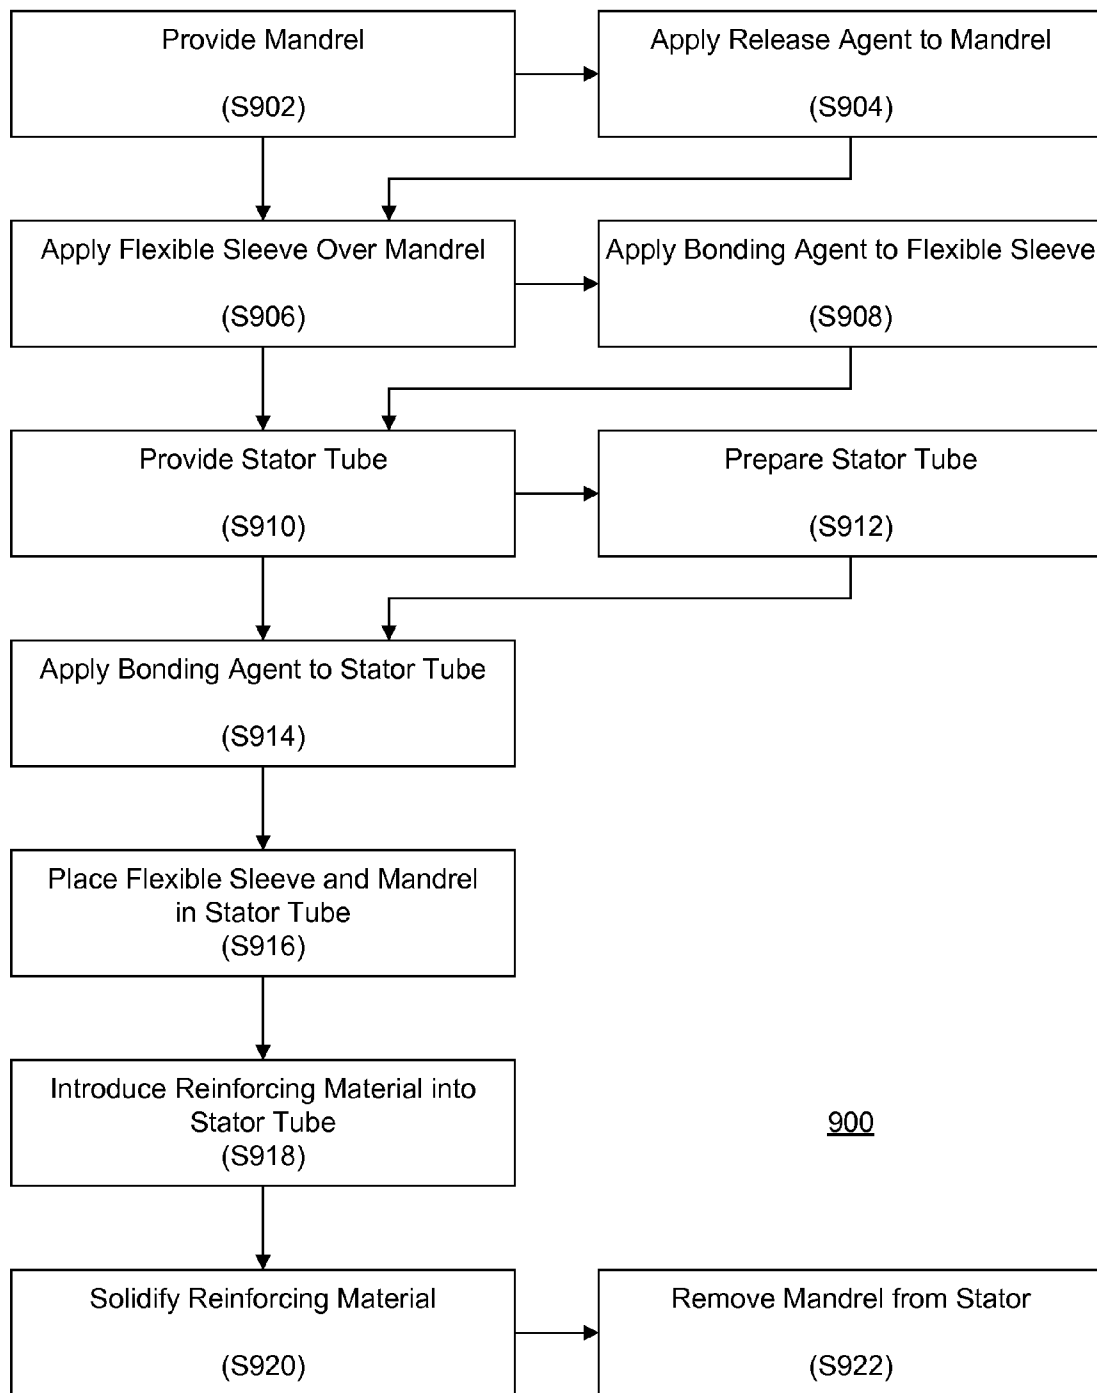 Provide Mandrel
(S902)
Apply Release Agent to Mandrel
(S904)
Apply Flexible Sleeve Over Mandrel
(S906)
Apply Bonding Agent to Flexible Sleeve
(S908)
Provide Stator Tube
(S910)
Prepare Stator Tube
(S912)
Apply Bonding Agent to Stator Tube
(S914)
Place Flexible Sleeve and Mandrel
in Stator Tube
(S916)
Introduce Reinforcing Material into
Stator Tube
(S918)
900
Solidify Reinforcing Material
(S920)
Remove Mandrel from Stator
(S922)